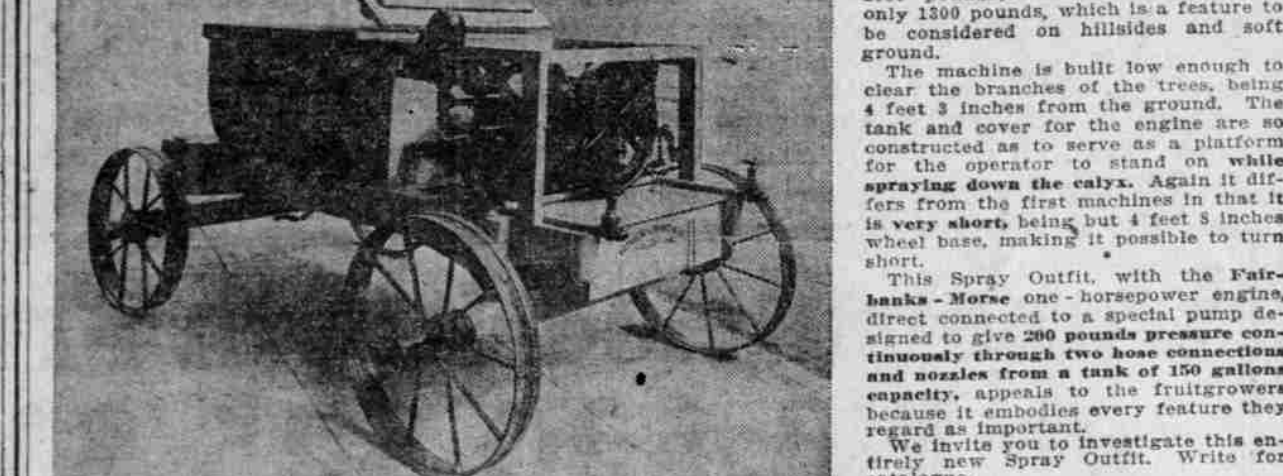 only 1300 pounds, which is a feature to
be considered on hillsides and soft
ground.
The machine is built low enough to
clear the branches of the trees, being
4 feet 3 inches from the ground. The
tank and cover for the engine are so
constructed as to serve as a platform
for the operator to stand on while
spraying down the calyx. Again it dif-
fers from the first machines in that it
is very short, being but 4 feet 8 inches
wheel base, making it possible to turn
short.
This Spray Outfit, with the Fair-
banks - Morse one - horsepower engine
direct connected to a special pump de-
signed to give 200 pounds pressure con-
tinuously through two hose connections
and nozzles from a tank of 150 gallons
capacity, appeals to the fruitgrowers
because it embodies every feature they
regard as important.
We invite you to investigate this en-
tirely new Spray Outfit. Write for